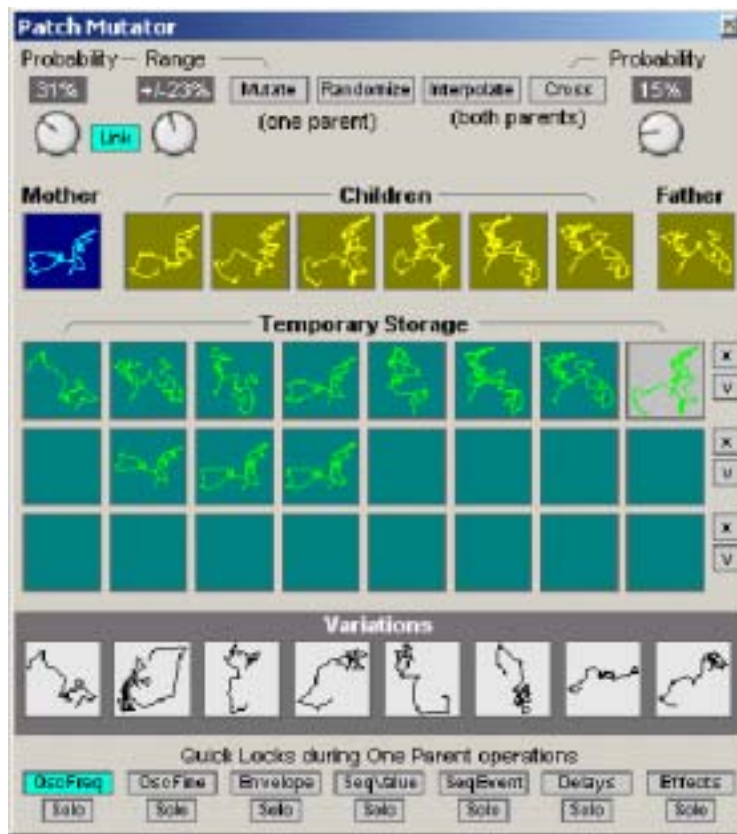 Patch Mutator
Probability Range Probability
31% +/-23% Mutate Randomize Interpolate Cross 15%
Link (one parent) (both parents)
Mother Children Father
Temporary Storage
X
V
X
V
X
V
Variations
Quick Locks during One Parent operations
OscFreq OscFine Envelope SeqValue SeqEvent Delays Effects
Solo Solo Solo Solo Solo Solo Solo